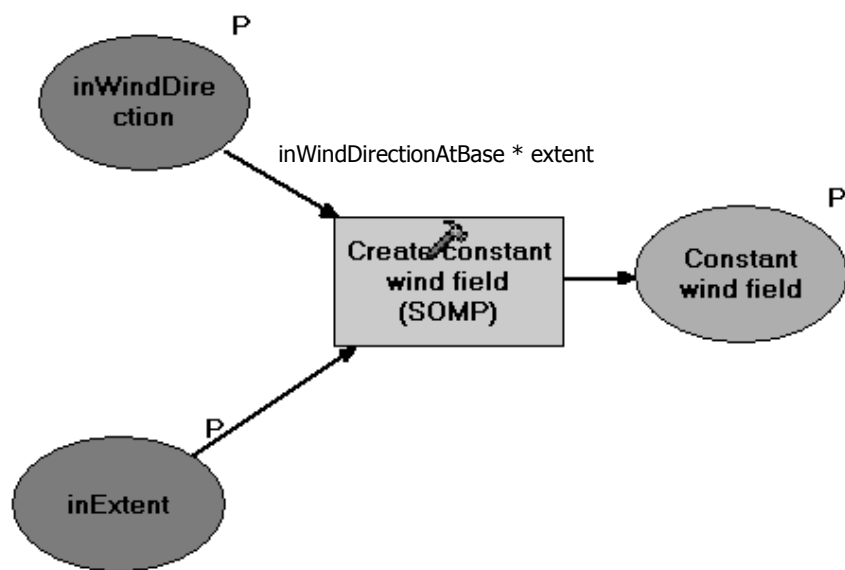 P
inWindDire
ction
inWindDirectionAtBase * extent
P
Create constant
wind field
(SOMP)
Constant
wind field
P
inExtent